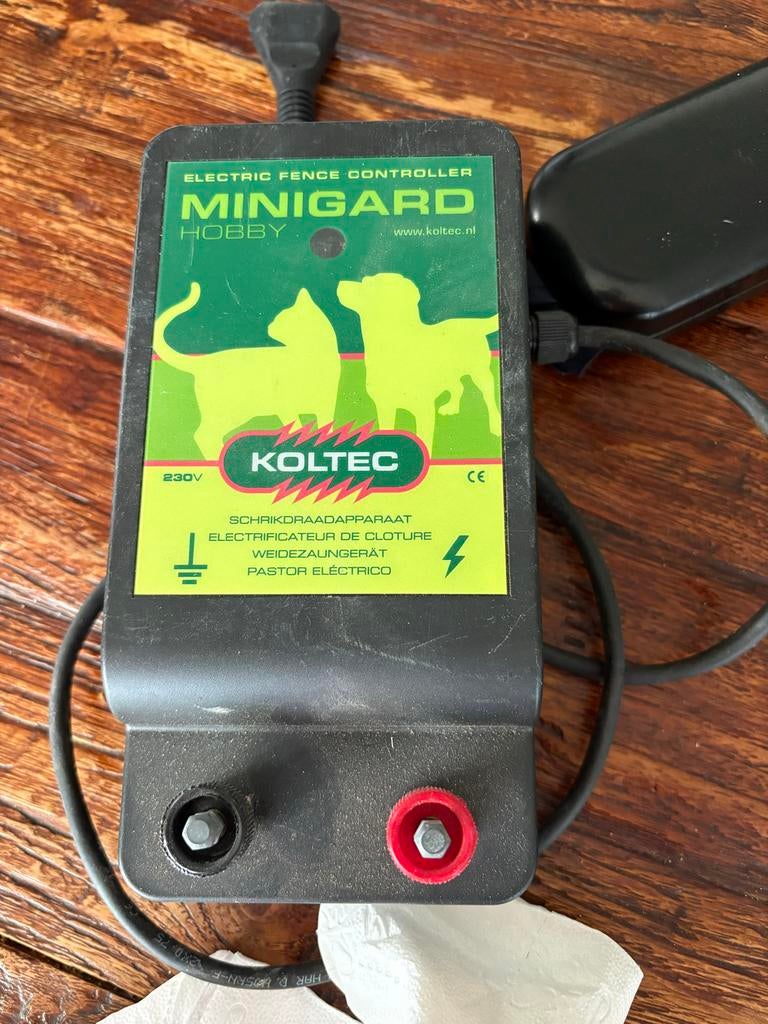 ELECTRIC FENCE CONTROLLER
MINIGARD
HOBBY
www.koltec.nl
KOLTEC
230V
CE
SCHRIKDRAADAPPARAAT
ELECTRIFICATEUR DE CLOTURE
WEIDEZAUNGERÄT
PASTOR ELÉCTRICO